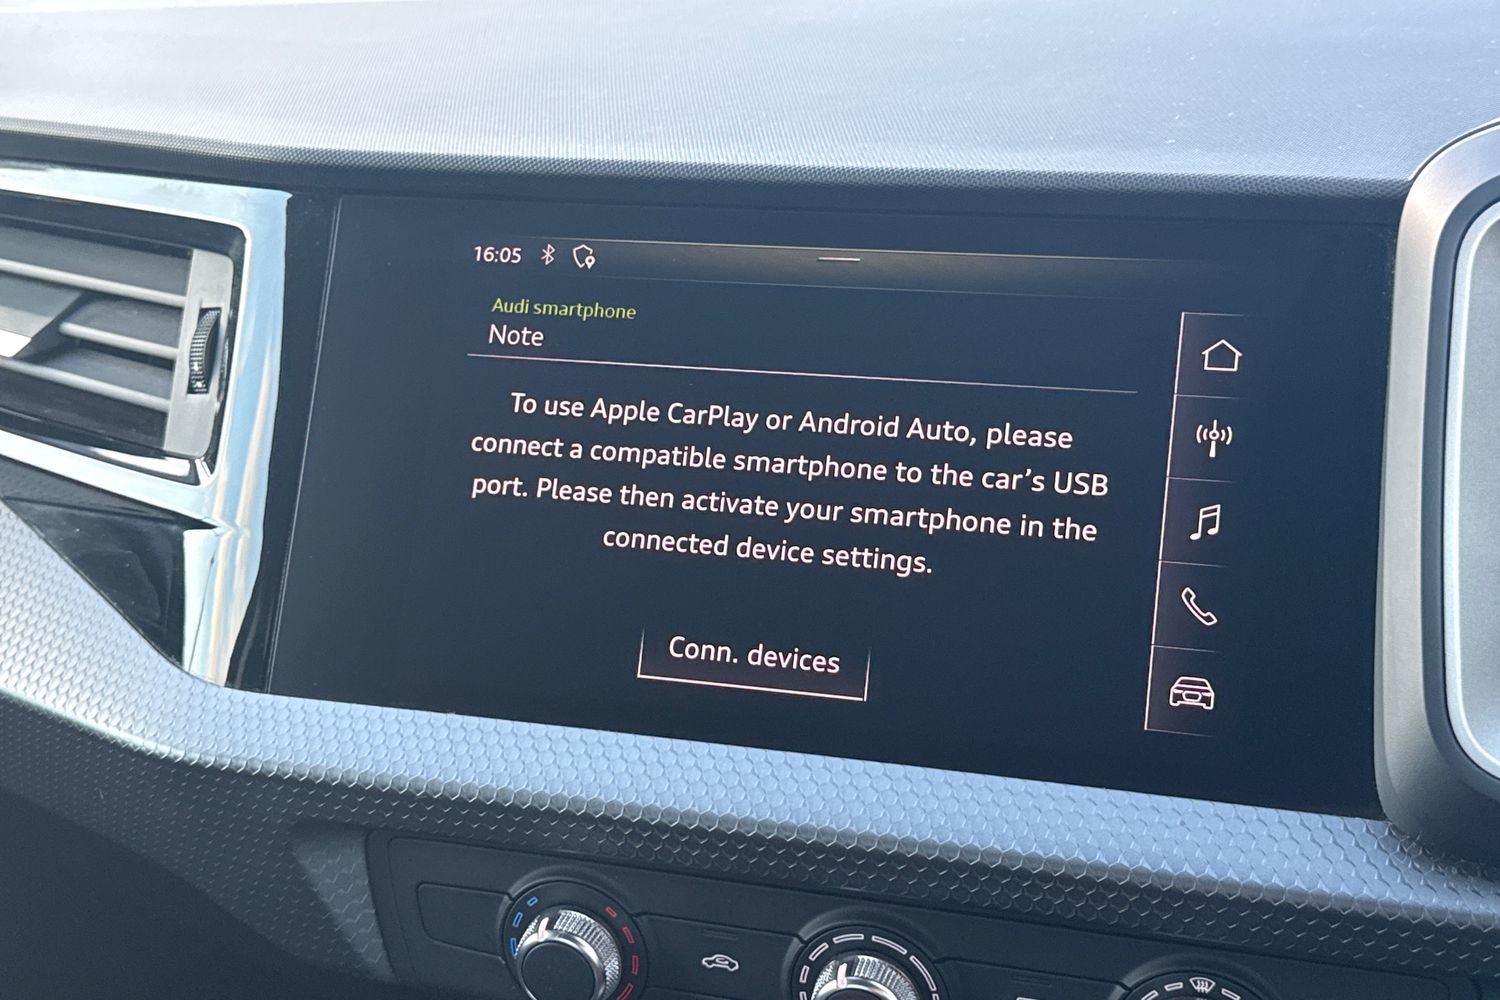 16:05
Audi smartphone
Note
To use Apple CarPlay or Android Auto, please
connect a compatible smartphone to the car's USB
port. Please then activate your smartphone in the
connected device settings.
Conn. devices